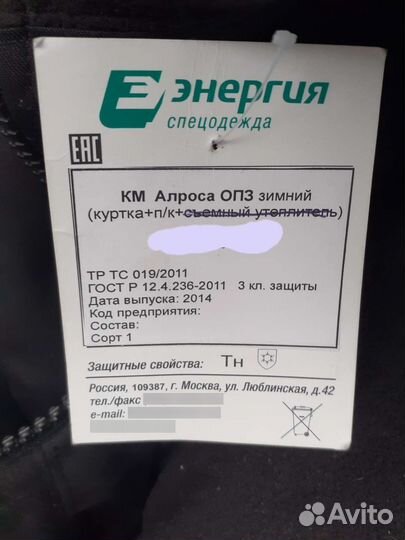 энергия
спецодежда
ЕАС
КМ Алроса ОПЗ зимний
(куртка+п/к+съемный утеплитель)
ТР ТС 019/2011
ГОСТ Р 12.4.236-2011 3 кл. защиты
Дата выпуска: 2014
Код предприятия:
Состав:
Сорт 1
Защитные свойства: Тн
Россия, 109387, г. Москва, ул. Люблинская, д.42
тел./факс
e-mail:
Avito